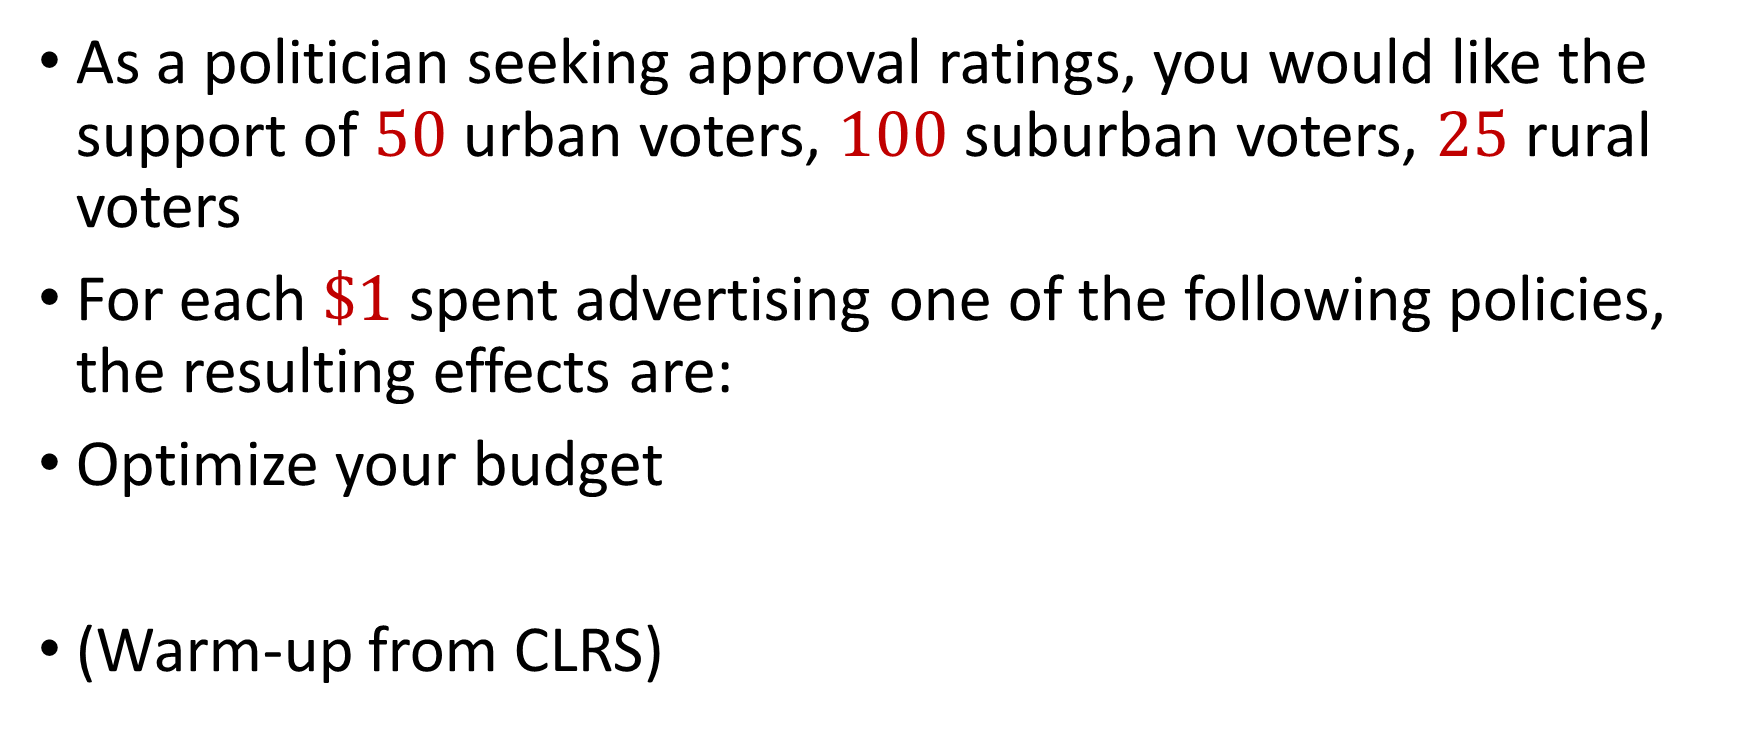 • As a politician seeking approval ratings, you would like the
support of 50 urban voters, 100 suburban voters, 25 rural
voters
• For each $1 spent advertising one of the following policies,
the resulting effects are:
• Optimize your budget
• (Warm-up from CLRS)